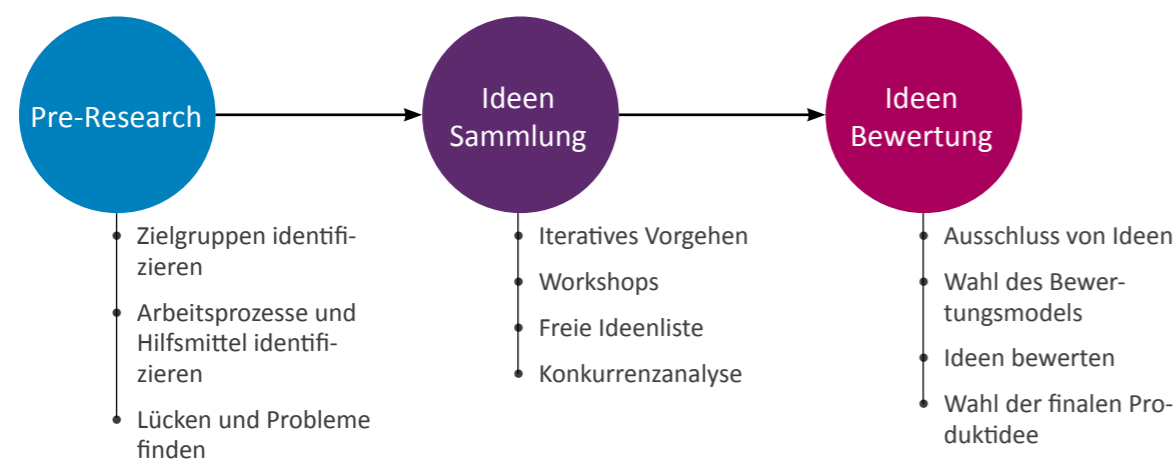 Pre-Research
Ideen
Sammlung
Ideen
Bewertung
Zielgruppen identifi-
zieren
Arbeitsprozesse und
Hilfsmittel identifi-
zieren
Lücken und Probleme
finden
Iteratives Vorgehen
Workshops
Freie Ideenliste
Konkurrenzanalyse
Ausschluss von Ideen
Wahl des Bewer-
tungsmodels
Ideen bewerten
Wahl der finalen Pro-
duktidee